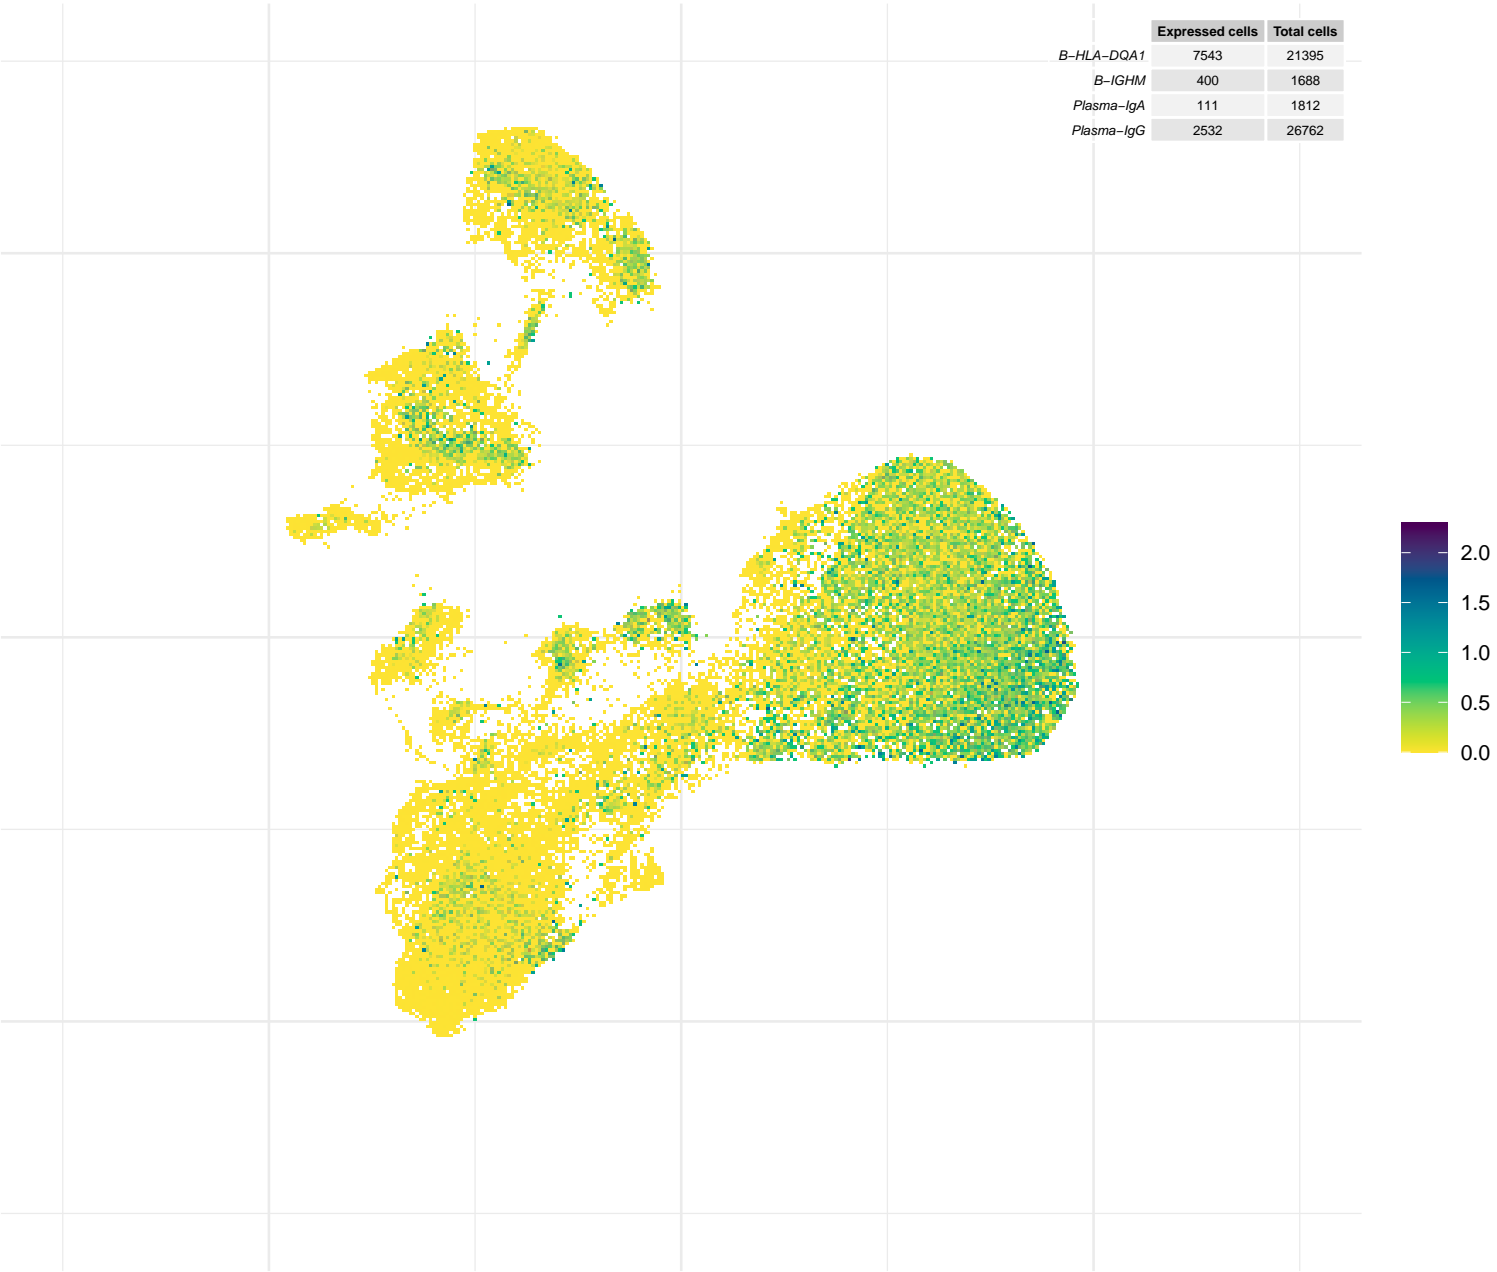 Expressed cells Total cells
B−HLA−DQA1 7543 21395
B−IGHM 400 1688
Plasma−IgA 111 1812
Plasma−IgG 2532 26762
2.0
1.5
1.0
0.5
0.0